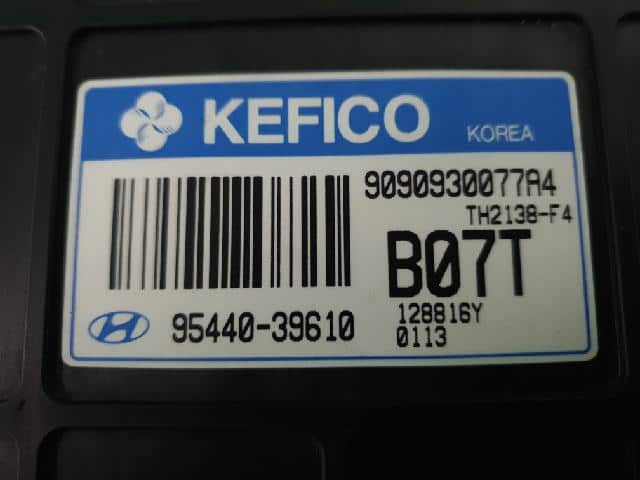 KEFICO KOREA
9090930077A4
TH2138-F4
B07T
95440-39610
128816Y
0113